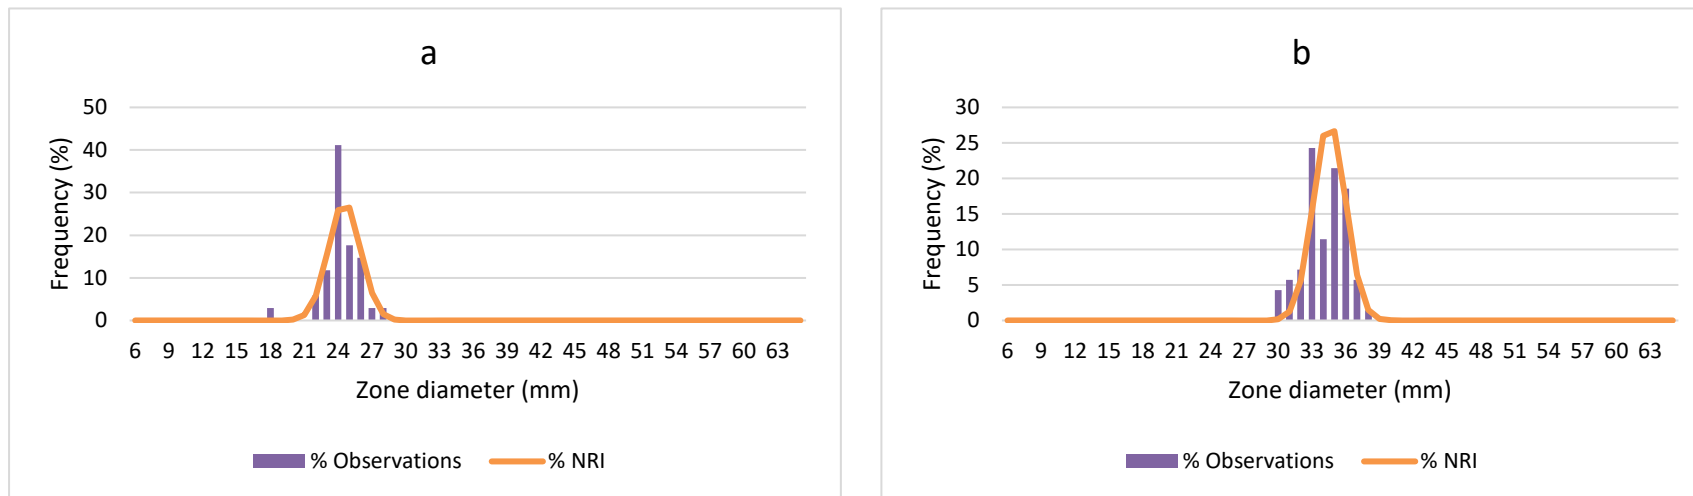 a
50
40
30
20
10
0
Frequency (%)
6 9 12 15 18 21 24 27 30 33 36 39 42 45 48 51 54 57 60 63
Zone diameter (mm)
% Observations % NRI
b
30
25
20
15
10
5
0
Frequency (%)
6 9 12 15 18 21 24 27 30 33 36 39 42 45 48 51 54 57 60 63
Zone diameter (mm)
% Observations % NRI